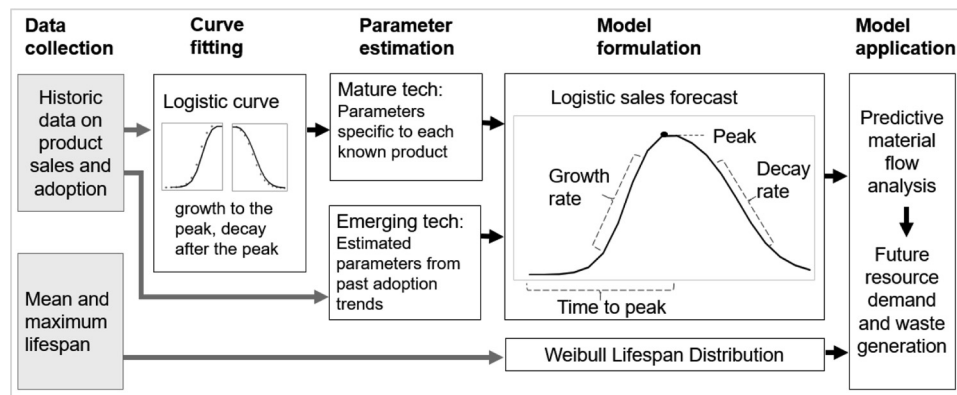 Data
collection
Curve
fitting
Parameter
estimation
Model
formulation
Model
application
Historic
data on
product
sales and
adoption
Mean and
maximum
lifespan
Logistic curve
growth to the
peak, decay
after the peak
Mature tech:
Parameters
specific to each
known product
Emerging tech:
Estimated
parameters from
past adoption
trends
Logistic sales forecast
Peak
Growth
rate
Decay
rate
Time to peak
Weibull Lifespan Distribution
Predictive
material
flow
analysis
Future
resource
demand
and waste
generation